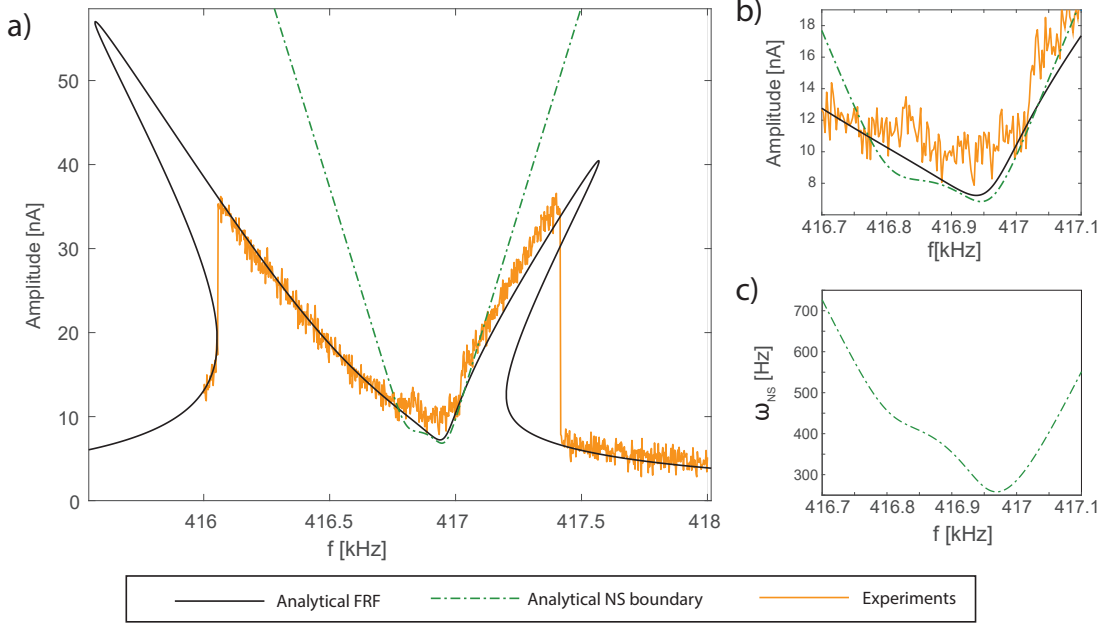 a)
Amplitude [nA]
50
40
30
20
10
0
416
416.5
417
417.5
418
f [kHz]
b)
Amplitude [nA]
18
16
14
12
10
8
416.7
416.8
416.9
417
417.1
f[kHz]
c)
ω_NS [Hz]
700
600
500
400
300
416.7
416.8
416.9
417
417.1
f [kHz]
Analytical FRF
Analytical NS boundary
Experiments